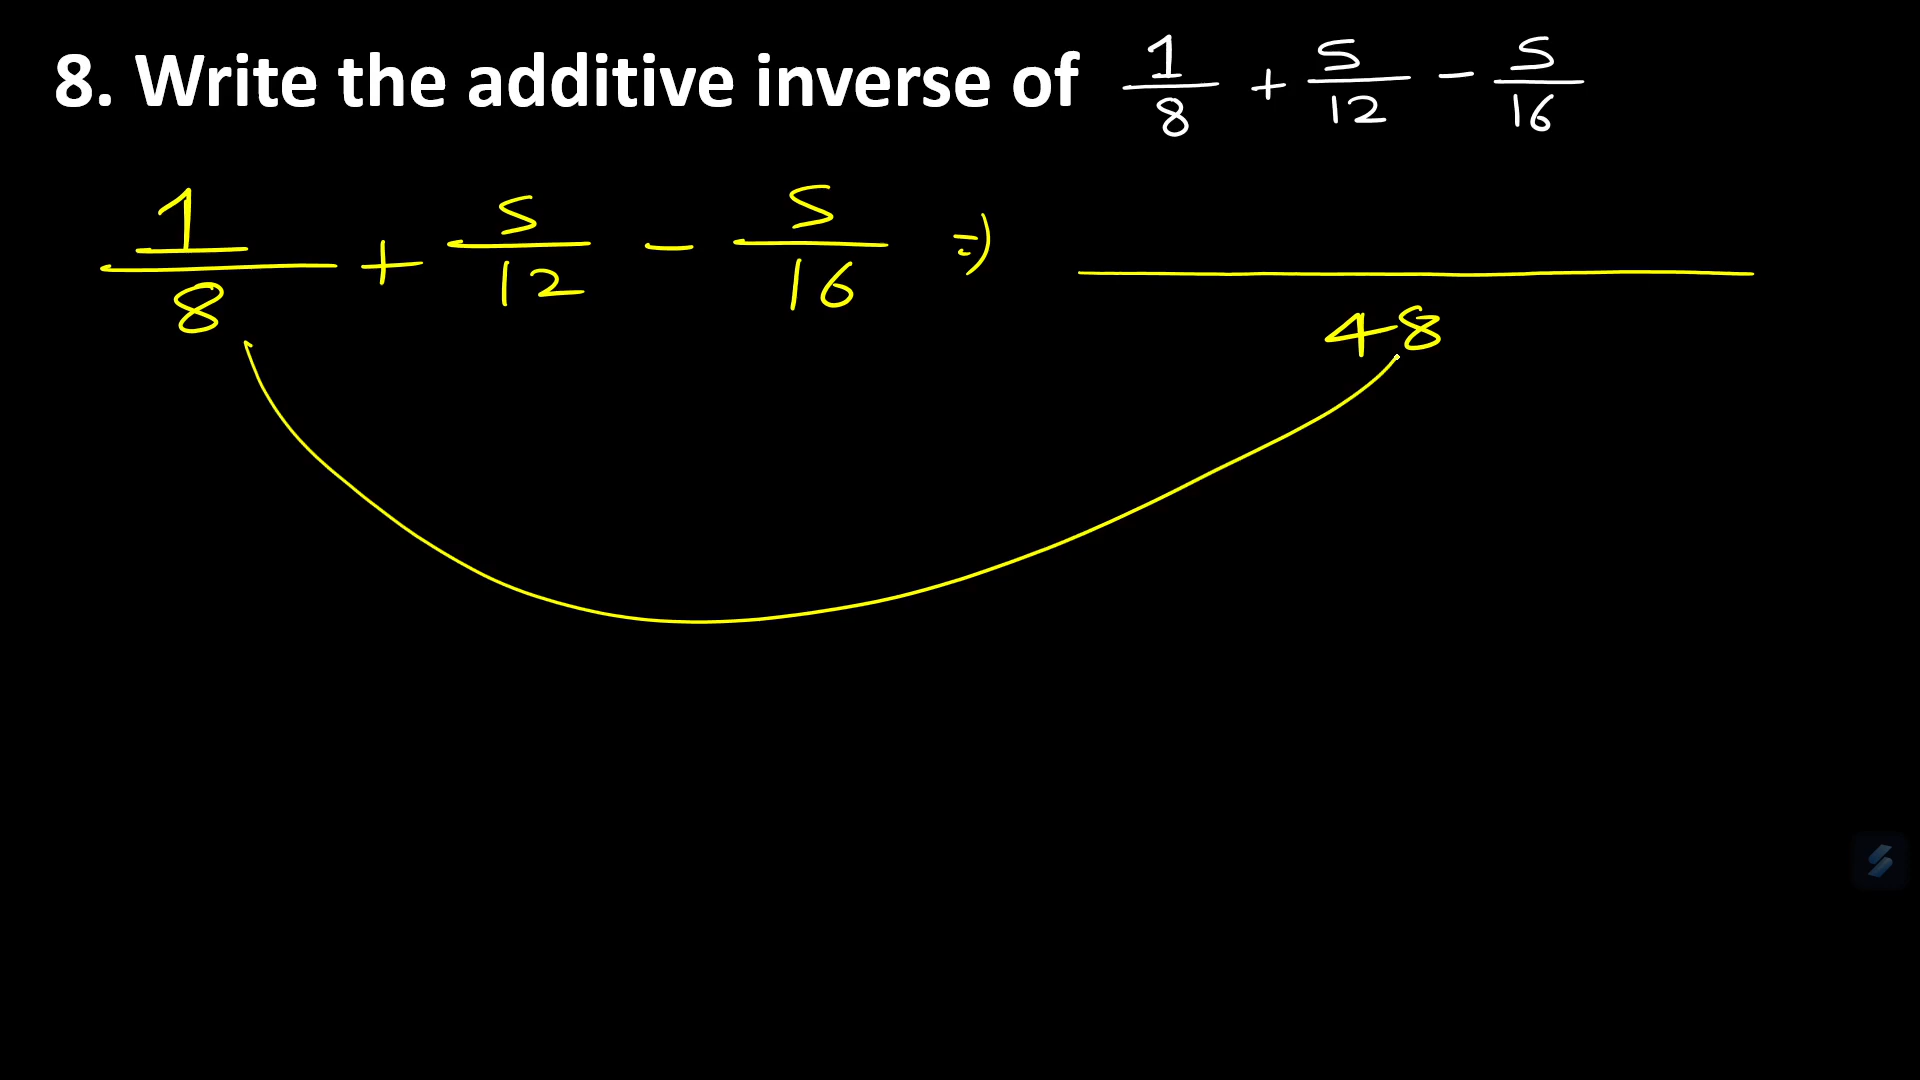 8. Write the additive inverse of 1/8 + 5/12 - 5/16
1/8 + 5/12 - 5/16 => /48